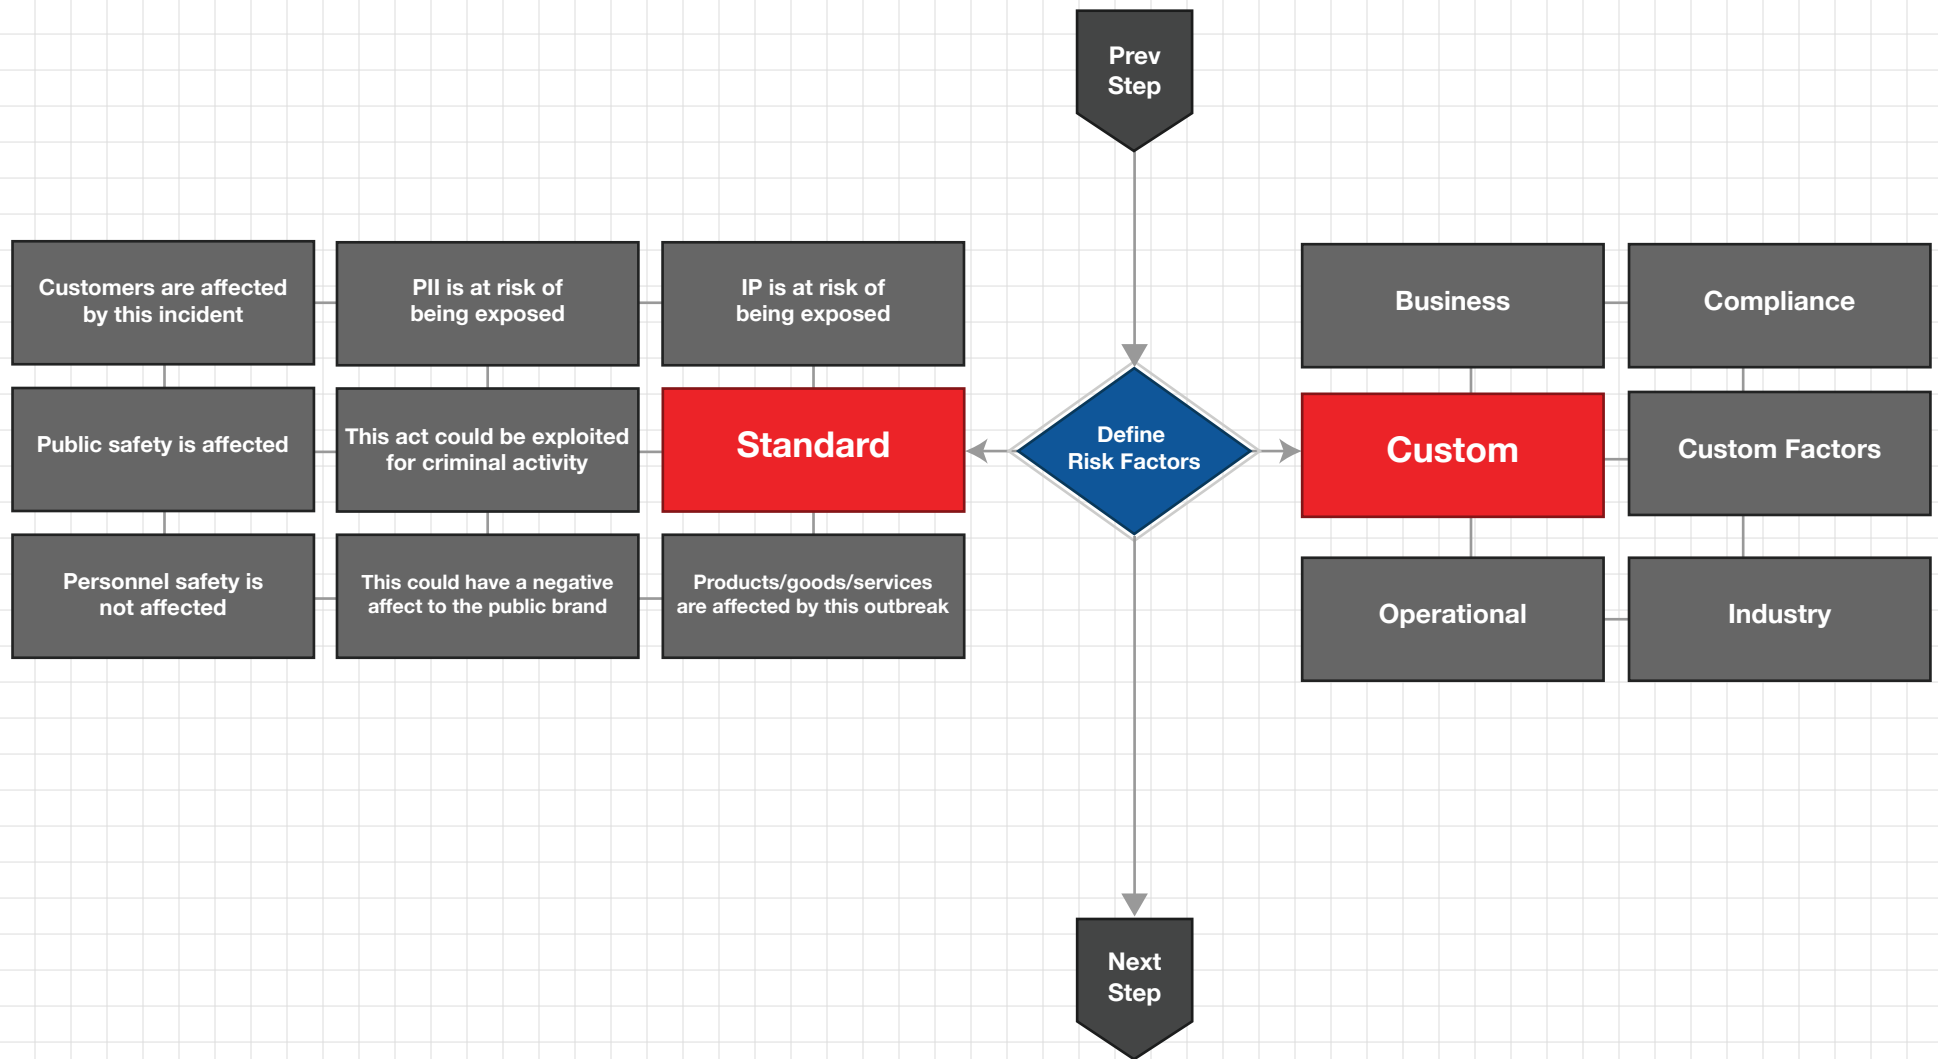 Prev
Step
Customers are affected
by this incident
PII is at risk of
being exposed
IP is at risk of
being exposed
Business
Compliance
Public safety is affected
This act could be exploited
for criminal activity
Standard
Define
Risk Factors
Custom
Custom Factors
Personnel safety is
not affected
This could have a negative
affect to the public brand
Products/goods/services
are affected by this outbreak
Operational
Industry
Next
Step